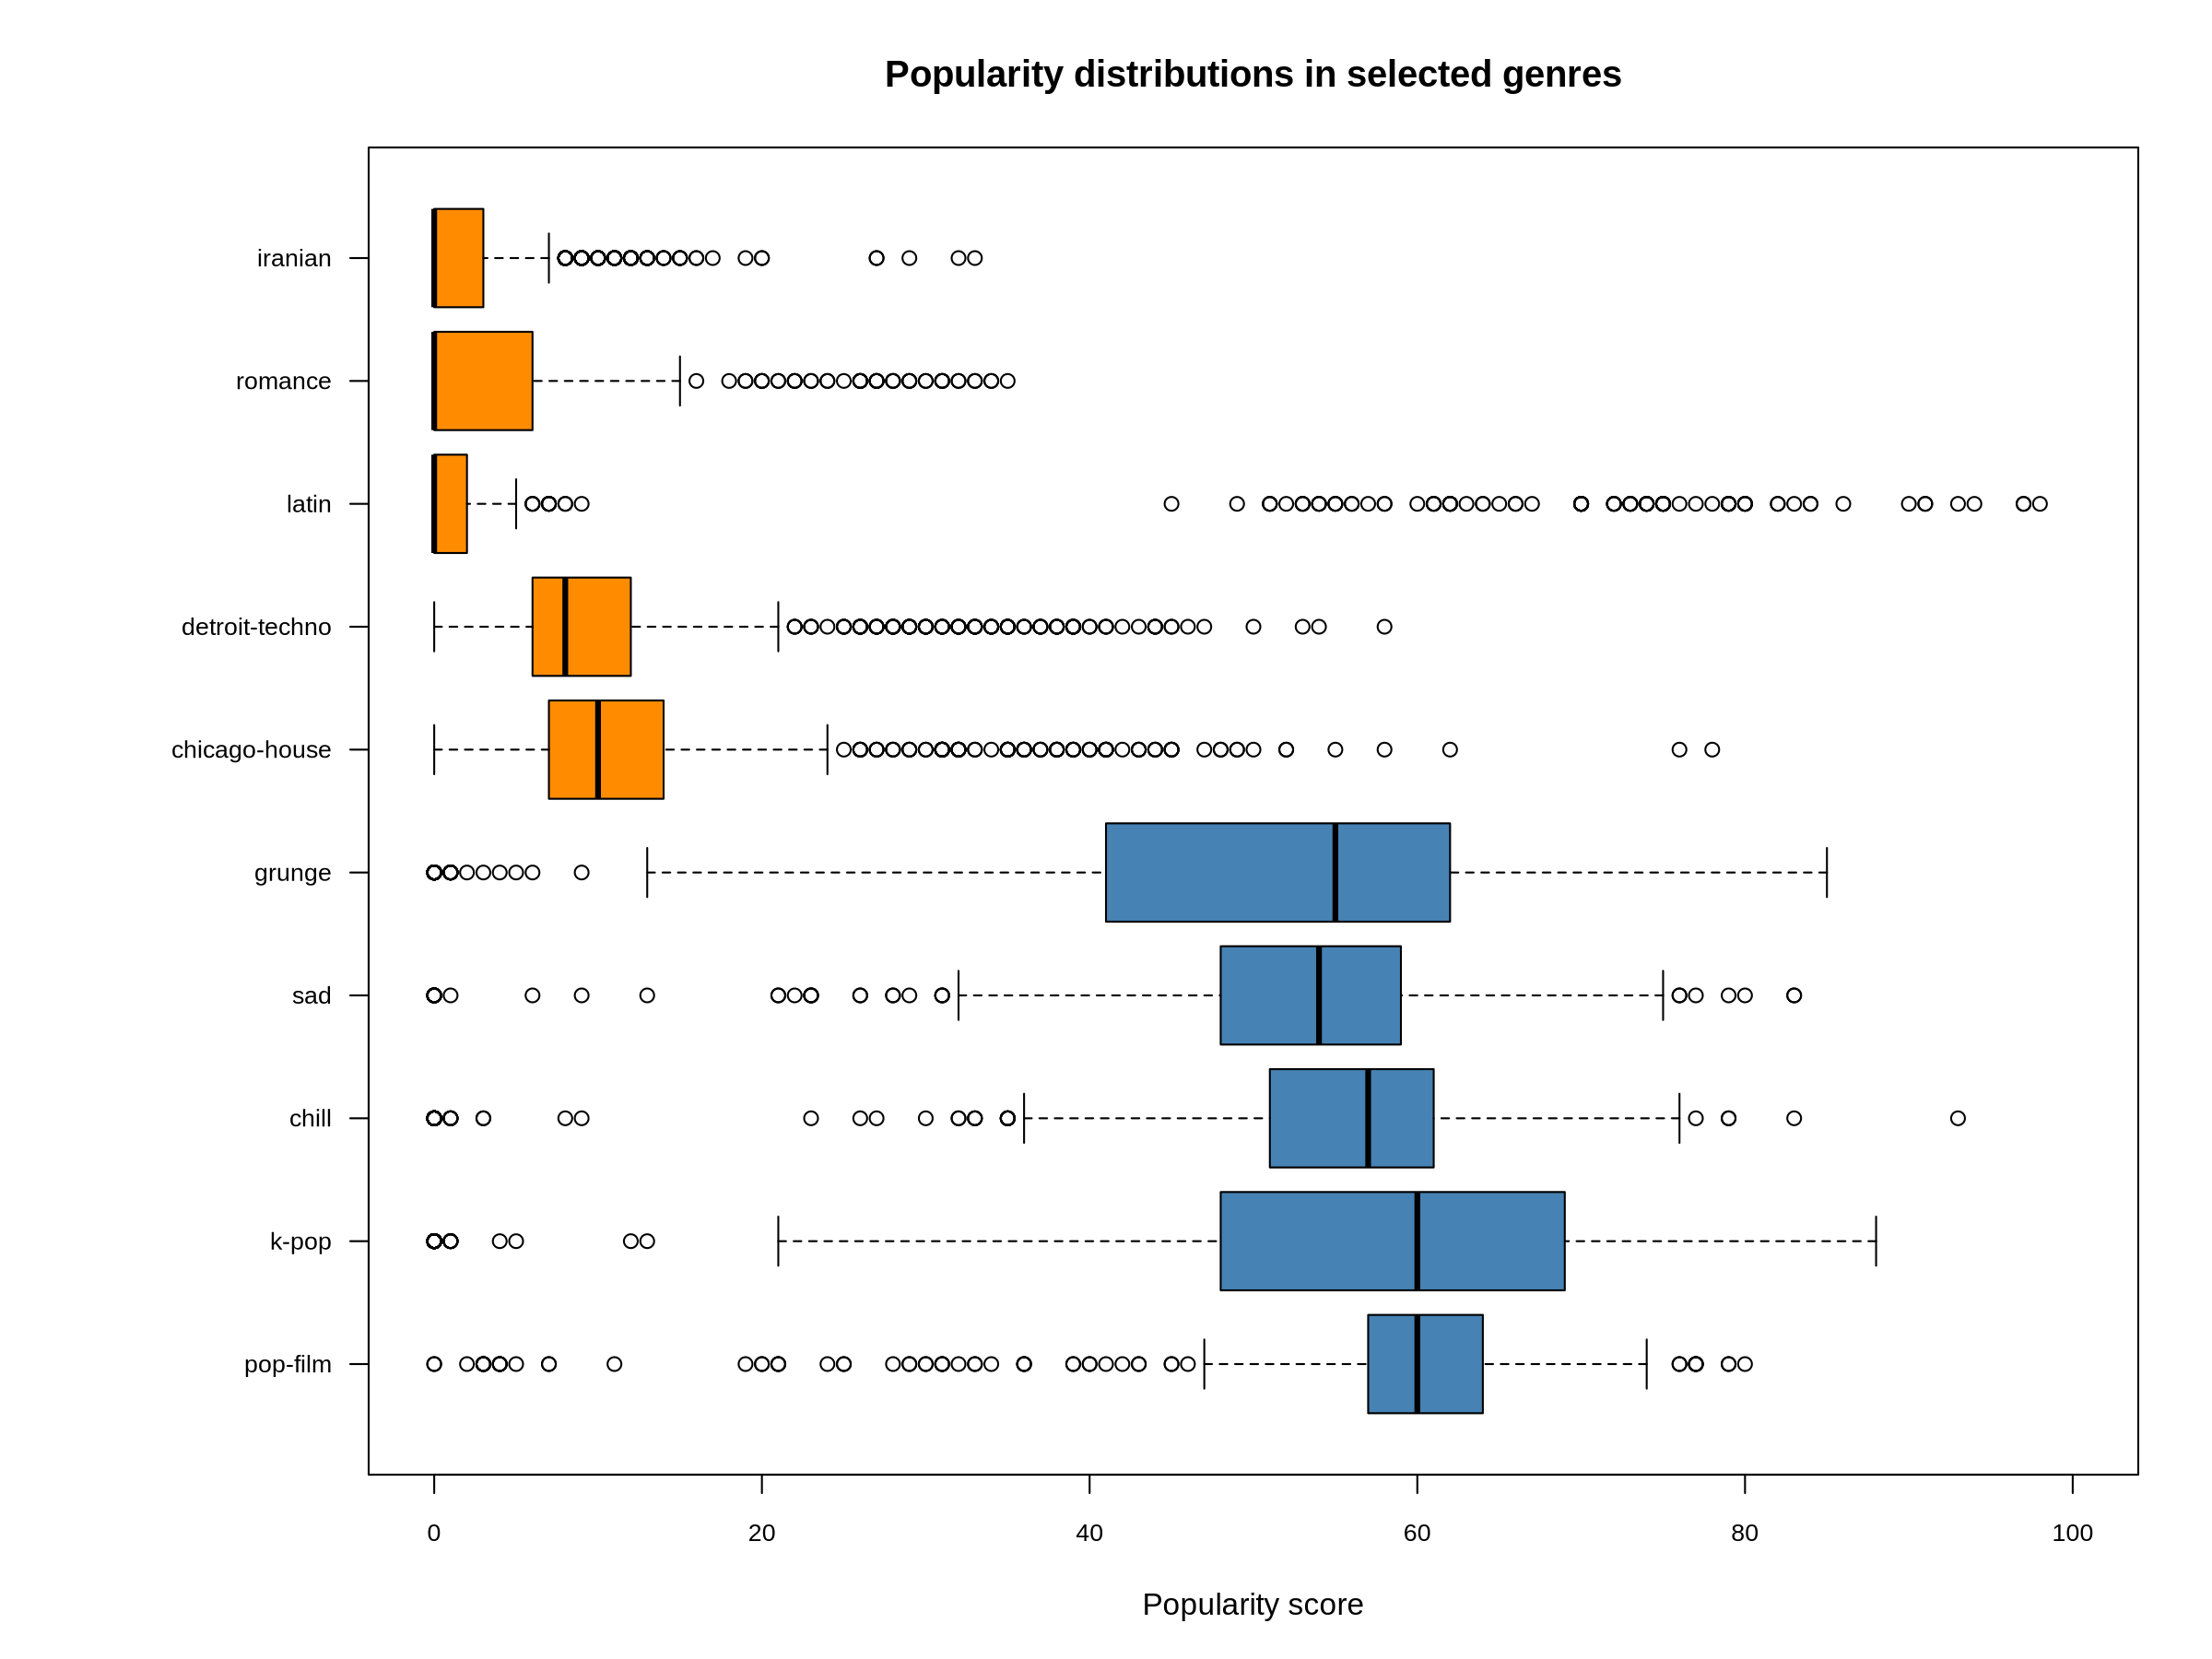 Popularity distributions in selected genres
iranian
romance
latin
detroit-techno
chicago-house
grunge
sad
chill
k-pop
pop-film
0 20 40 60 80 100
Popularity score